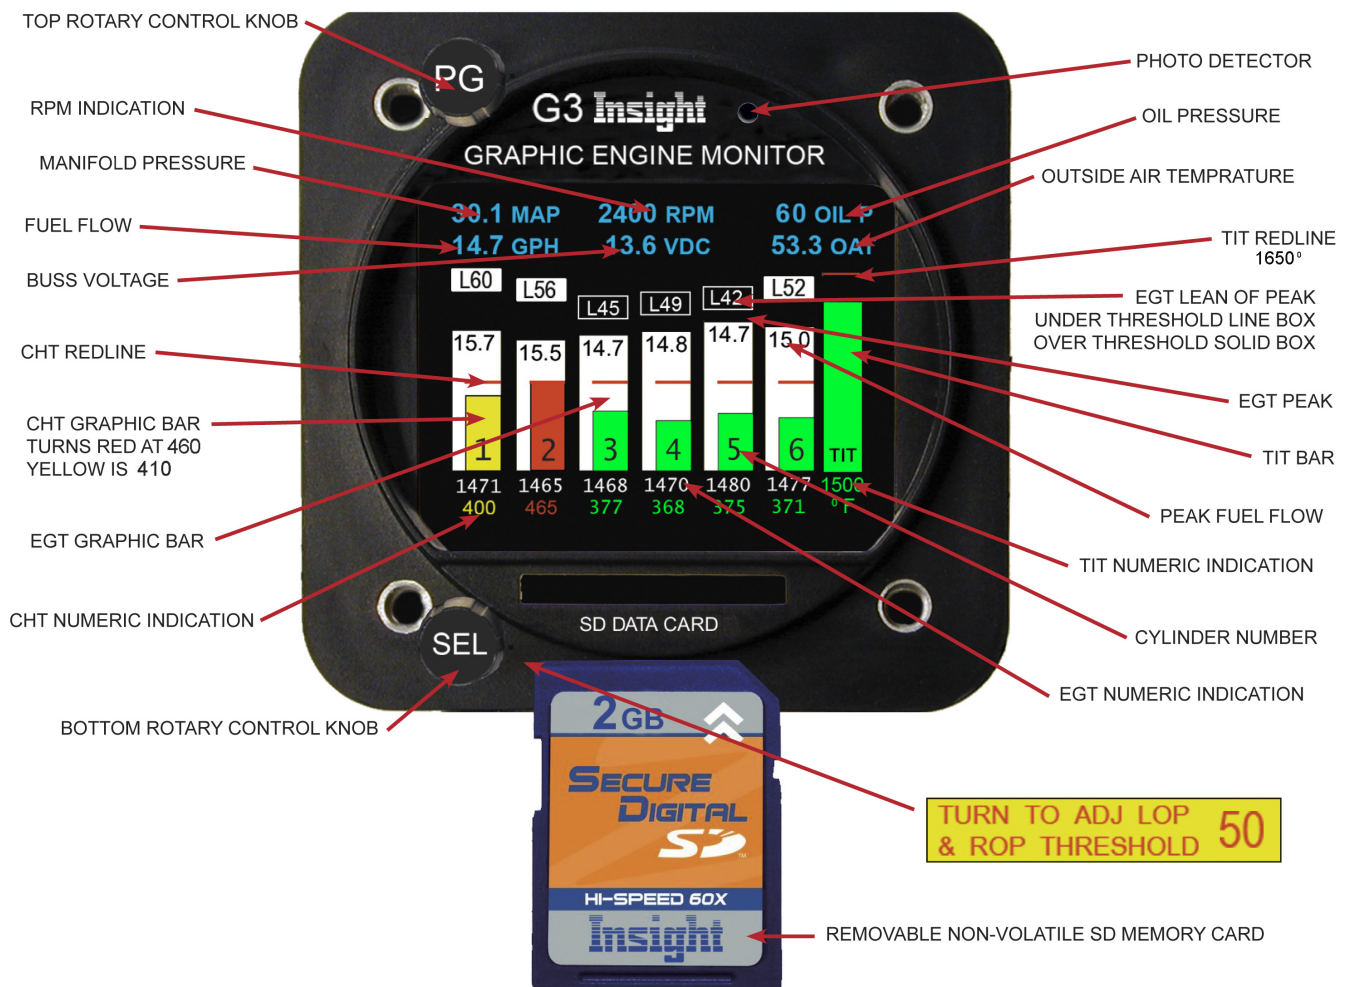 TOP ROTARY CONTROL KNOB
RPM INDICATION
MANIFOLD PRESSURE
FUEL FLOW
BUSS VOLTAGE
CHT REDLINE
CHT GRAPHIC BAR
TURNS RED AT 460
YELLOW IS 410
EGT GRAPHIC BAR
CHT NUMERIC INDICATION
BOTTOM ROTARY CONTROL KNOB
PG
G3 Insight
GRAPHIC ENGINE MONITOR
30.1 MAP 2400 RPM 60 OIL P
14.7 GPH 13.6 VDC 53.3 OAT
L60 L56 L45 L49 L42 L52
15.7 15.5 14.7 14.8 14.7 15.0
1 2 3 4 5 6 TIT
1471 1465 1468 1470 1480 1477 1509
400 465 377 368 375 371 °F
SD DATA CARD
SEL
2 GB
SECURE
DIGITAL
SD
TM
HI-SPEED 60X
Insight
PHOTO DETECTOR
OIL PRESSURE
OUTSIDE AIR TEMPRATURE
TIT REDLINE
1650°
EGT LEAN OF PEAK
UNDER THRESHOLD LINE BOX
OVER THRESHOLD SOLID BOX
EGT PEAK
TIT BAR
PEAK FUEL FLOW
TIT NUMERIC INDICATION
CYLINDER NUMBER
EGT NUMERIC INDICATION
TURN TO ADJ LOP
& ROP THRESHOLD 50
REMOVABLE NON-VOLATILE SD MEMORY CARD